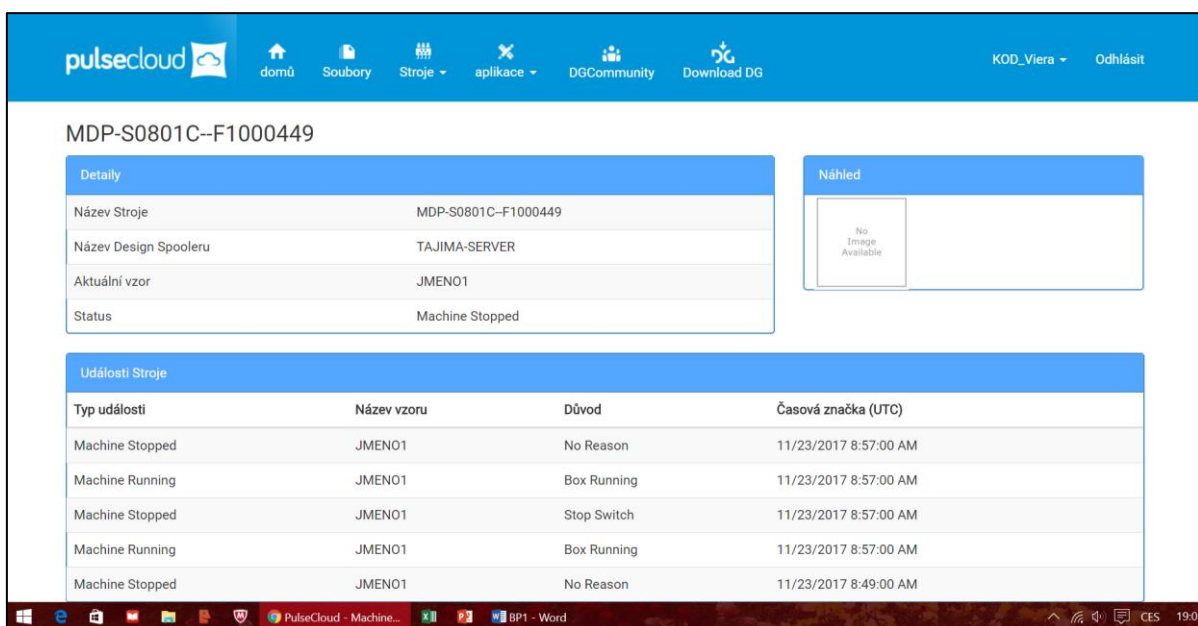 pulsecloud
domů Soubory Stroje aplikace DGCommunity Download DG KOD_Viera Odhlásit
MDP-S0801C--F1000449
Detaily
Název Stroje MDP-S0801C--F1000449
Název Design Spooleru TAJIMA-SERVER
Aktuální vzor JMENO1
Status Machine Stopped
Náhled
No
Image
Available
Události Stroje
Typ události Název vzoru Důvod Časová značka (UTC)
Machine Stopped JMENO1 No Reason 11/23/2017 8:57:00 AM
Machine Running JMENO1 Box Running 11/23/2017 8:57:00 AM
Machine Stopped JMENO1 Stop Switch 11/23/2017 8:57:00 AM
Machine Running JMENO1 Box Running 11/23/2017 8:57:00 AM
Machine Stopped JMENO1 No Reason 11/23/2017 8:49:00 AM
PulseCloud - Machine... BP1 - Word CES 19:0